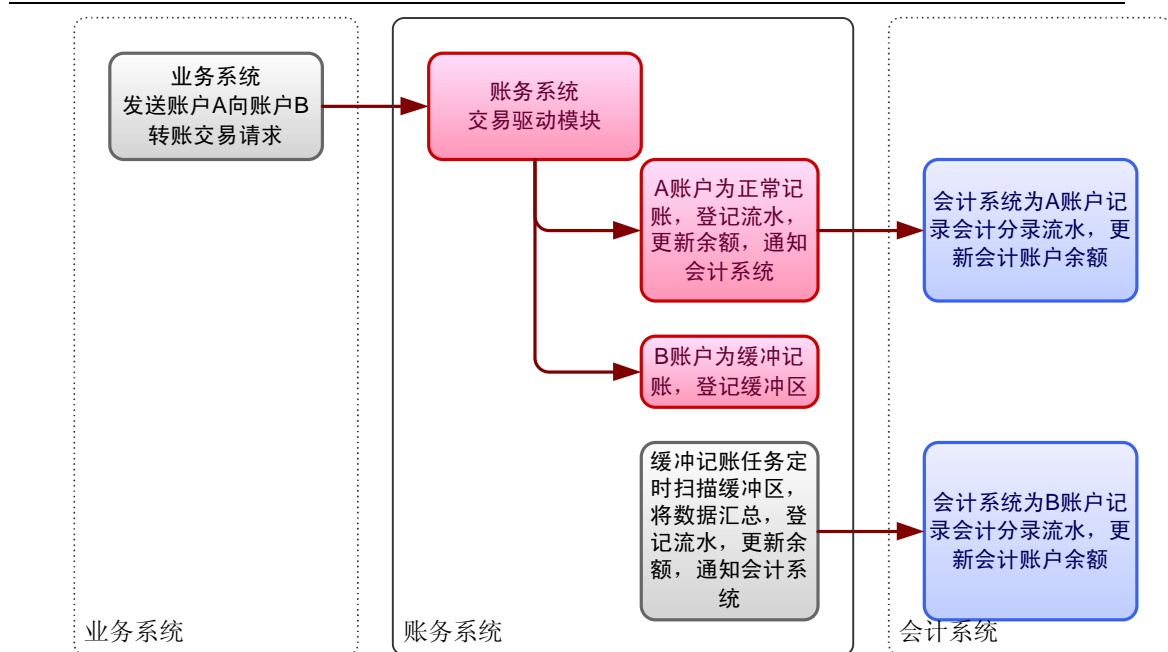 业务系统
发送账户A向账户B
转账交易请求
账务系统
交易驱动模块
A账户为正常记
账，登记流水，
更新余额，通知
会计系统
会计系统为A账户记
录会计分录流水，更
新会计账户余额
B账户为缓冲记
账，登记缓冲区
缓冲记账任务定
时扫描缓冲区，
将数据汇总，登
记流水，更新余
额，通知会计系
统
会计系统为B账户记
录会计分录流水，更
新会计账户余额
业务系统
账务系统
会计系统